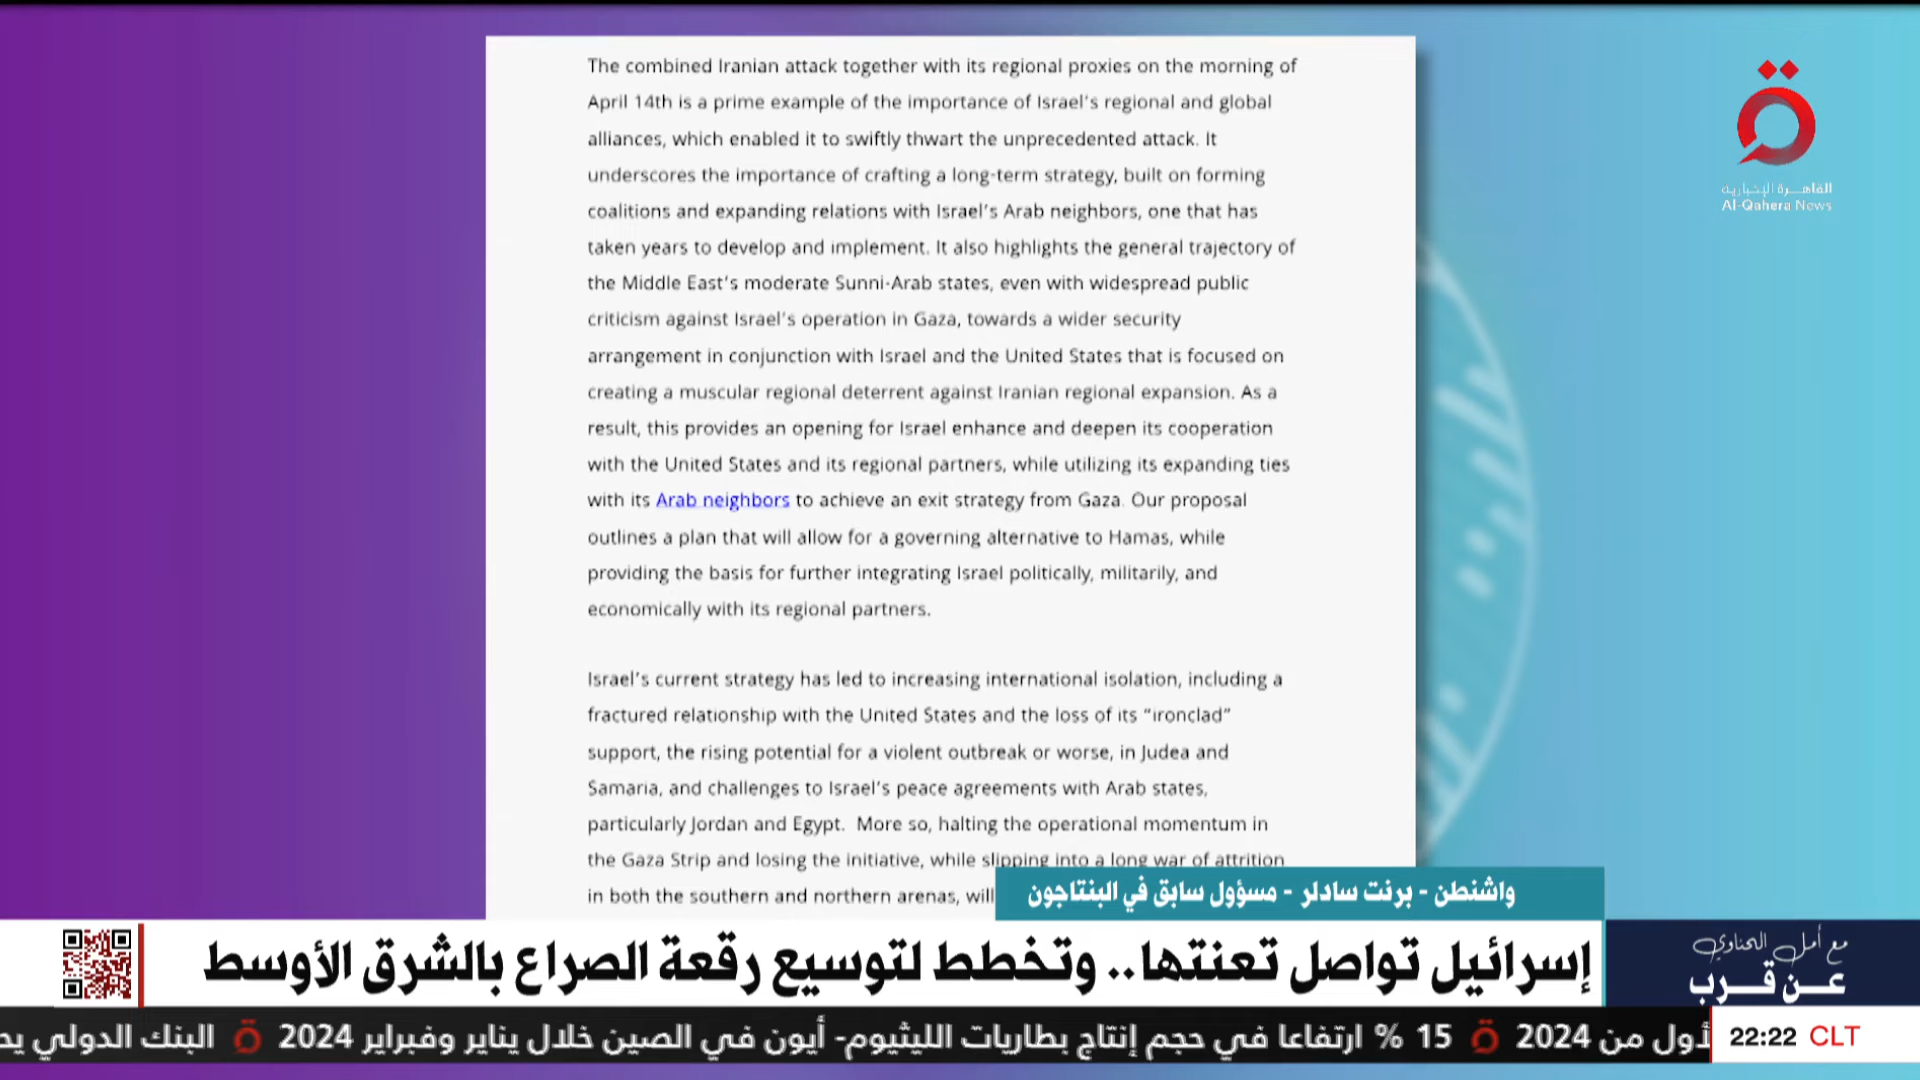 The combined Iranian attack together with its regional proxies on the morning of
April 14th is a prime example of the importance of Israel's regional and global
alliances, which enabled it to swiftly thwart the unprecedented attack. It
underscores the importance of crafting a long-term strategy, built on forming
coalitions and expanding relations with Israel's Arab neighbors, one that has
taken years to develop and implement. It also highlights the general trajectory of
the Middle East's moderate Sunni-Arab states, even with widespread public
criticism against Israel's operation in Gaza, towards a wider security
arrangement in conjunction with Israel and the United States that is focused on
creating a muscular regional deterrent against Iranian regional expansion. As a
result, this provides an opening for Israel enhance and deepen its cooperation
with the United States and its regional partners, while utilizing its expanding ties
with its Arab neighbors to achieve an exit strategy from Gaza. Our proposal
outlines a plan that will allow for a governing alternative to Hamas, while
providing the basis for further integrating Israel politically, militarily, and
economically with its regional partners.
Israel's current strategy has led to increasing international isolation, including a
fractured relationship with the United States and the loss of its “ironclad”
support, the rising potential for a violent outbreak or worse, in Judea and
Samaria, and challenges to Israel's peace agreements with Arab states,
particularly Jordan and Egypt. More so, halting the operational momentum in
the Gaza Strip and losing the initiative, while slipping into a long war of attrition
in both the southern and northern arenas, will
القاهرة الإخبارية
Al-Qahera News
واشنطن - برنت سادلر - مسؤول سابق في البنتاجون
إسرائيل تواصل تعنتها.. وتخطط لتوسيع رقعة الصراع بالشرق الأوسط
مع أمل الحناوي
عن قرب
لأول من 2024 15 % ارتفاعا في حجم إنتاج بطاريات الليثيوم- أيون في الصين خلال يناير وفبراير 2024 البنك الدولي يد
22:22 CLT